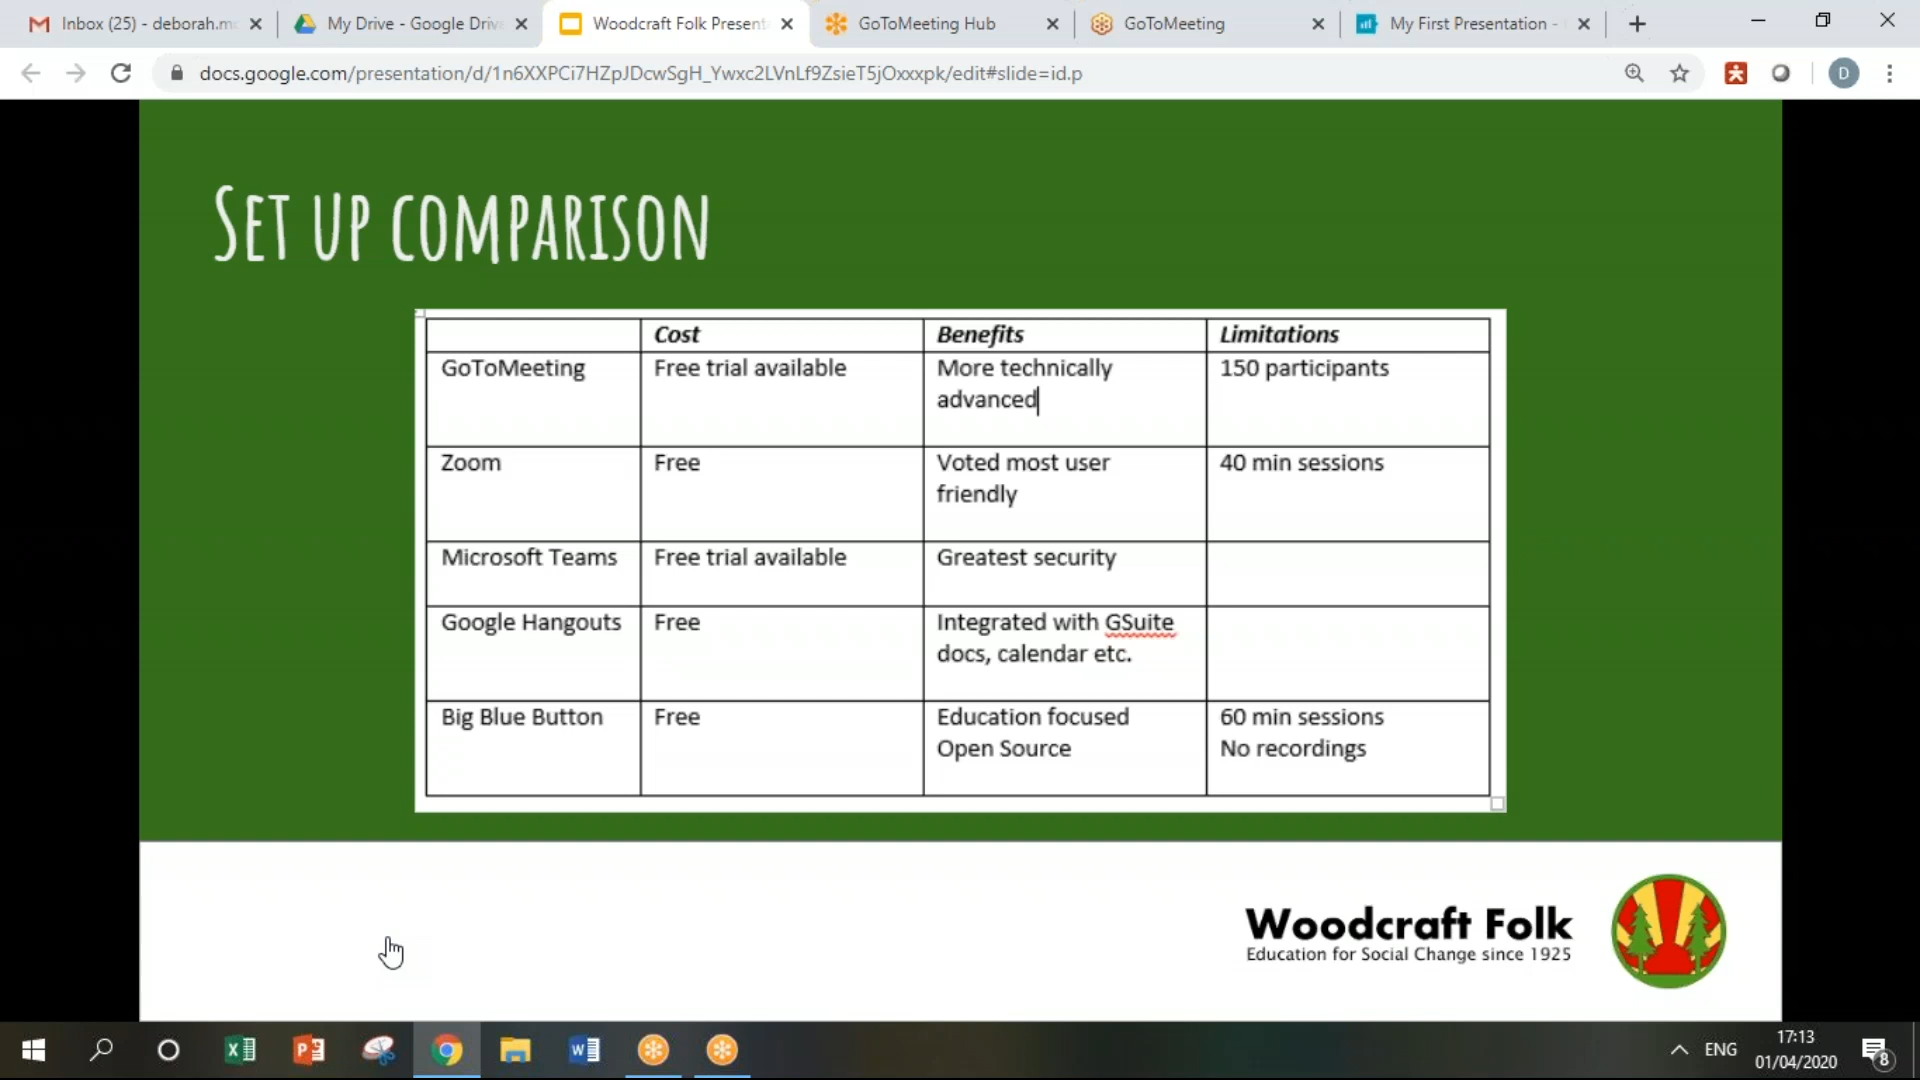 Inbox (25) - deborah.m
My Drive - Google Driv
Woodcraft Folk Present
GoToMeeting Hub
GoToMeeting
My First Presentation -
docs.google.com/presentation/d/1n6XXPCi7HZpJDcwSgH_Ywxc2LVnLf9ZsieT5jOxxxpk/edit#slide=id.p
D
SET UP COMPARISON
Cost Benefits Limitations
GoToMeeting Free trial available More technically 150 participants
advanced
Zoom Free Voted most user 40 min sessions
friendly
Microsoft Teams Free trial available Greatest security
Google Hangouts Free Integrated with GSuite
docs, calendar etc.
Big Blue Button Free Education focused 60 min sessions
Open Source No recordings
Woodcraft Folk
Education for Social Change since 1925
17:13
ENG
01/04/2020
8